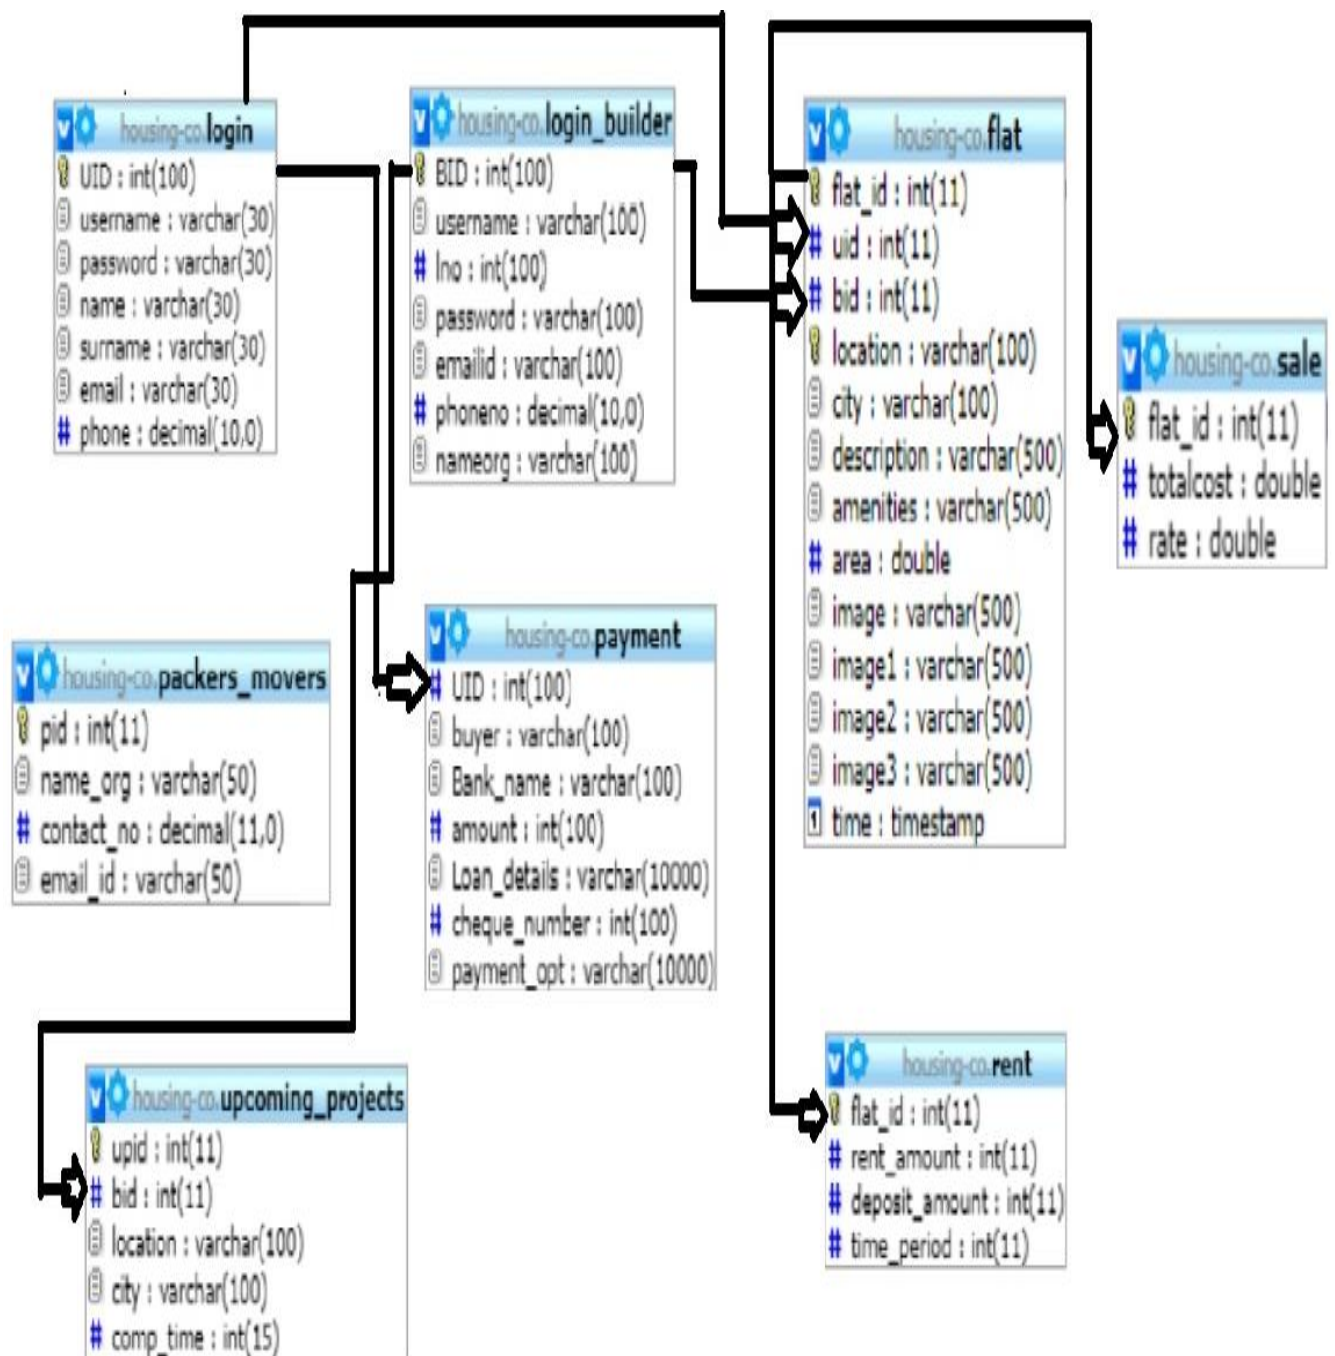 housing-co.login
UID : int(100)
username : varchar(30)
password : varchar(30)
name : varchar(30)
surname : varchar(30)
email : varchar(30)
phone : decimal(10,0)
housing-co.login_builder
BID : int(100)
username : varchar(100)
lno : int(100)
password : varchar(100)
emailid : varchar(100)
phoneno : decimal(10,0)
nameorg : varchar(100)
housing-co.flat
flat_id : int(11)
uid : int(11)
bid : int(11)
location : varchar(100)
city : varchar(100)
description : varchar(500)
amenities : varchar(500)
area : double
image : varchar(500)
image1 : varchar(500)
image2 : varchar(500)
image3 : varchar(500)
time : timestamp
housing-co.sale
flat_id : int(11)
totalcost : double
rate : double
housing-co.packers_movers
pid : int(11)
name_org : varchar(50)
contact_no : decimal(11,0)
email_id : varchar(50)
housing-co.payment
UID : int(100)
buyer : varchar(100)
Bank_name : varchar(100)
amount : int(100)
Loan_details : varchar(10000)
cheque_number : int(100)
payment_opt : varchar(10000)
housing-co.upcoming_projects
upid : int(11)
bid : int(11)
location : varchar(100)
city : varchar(100)
comp_time : int(15)
housing-co.rent
flat_id : int(11)
rent_amount : int(11)
deposit_amount : int(11)
time_period : int(11)